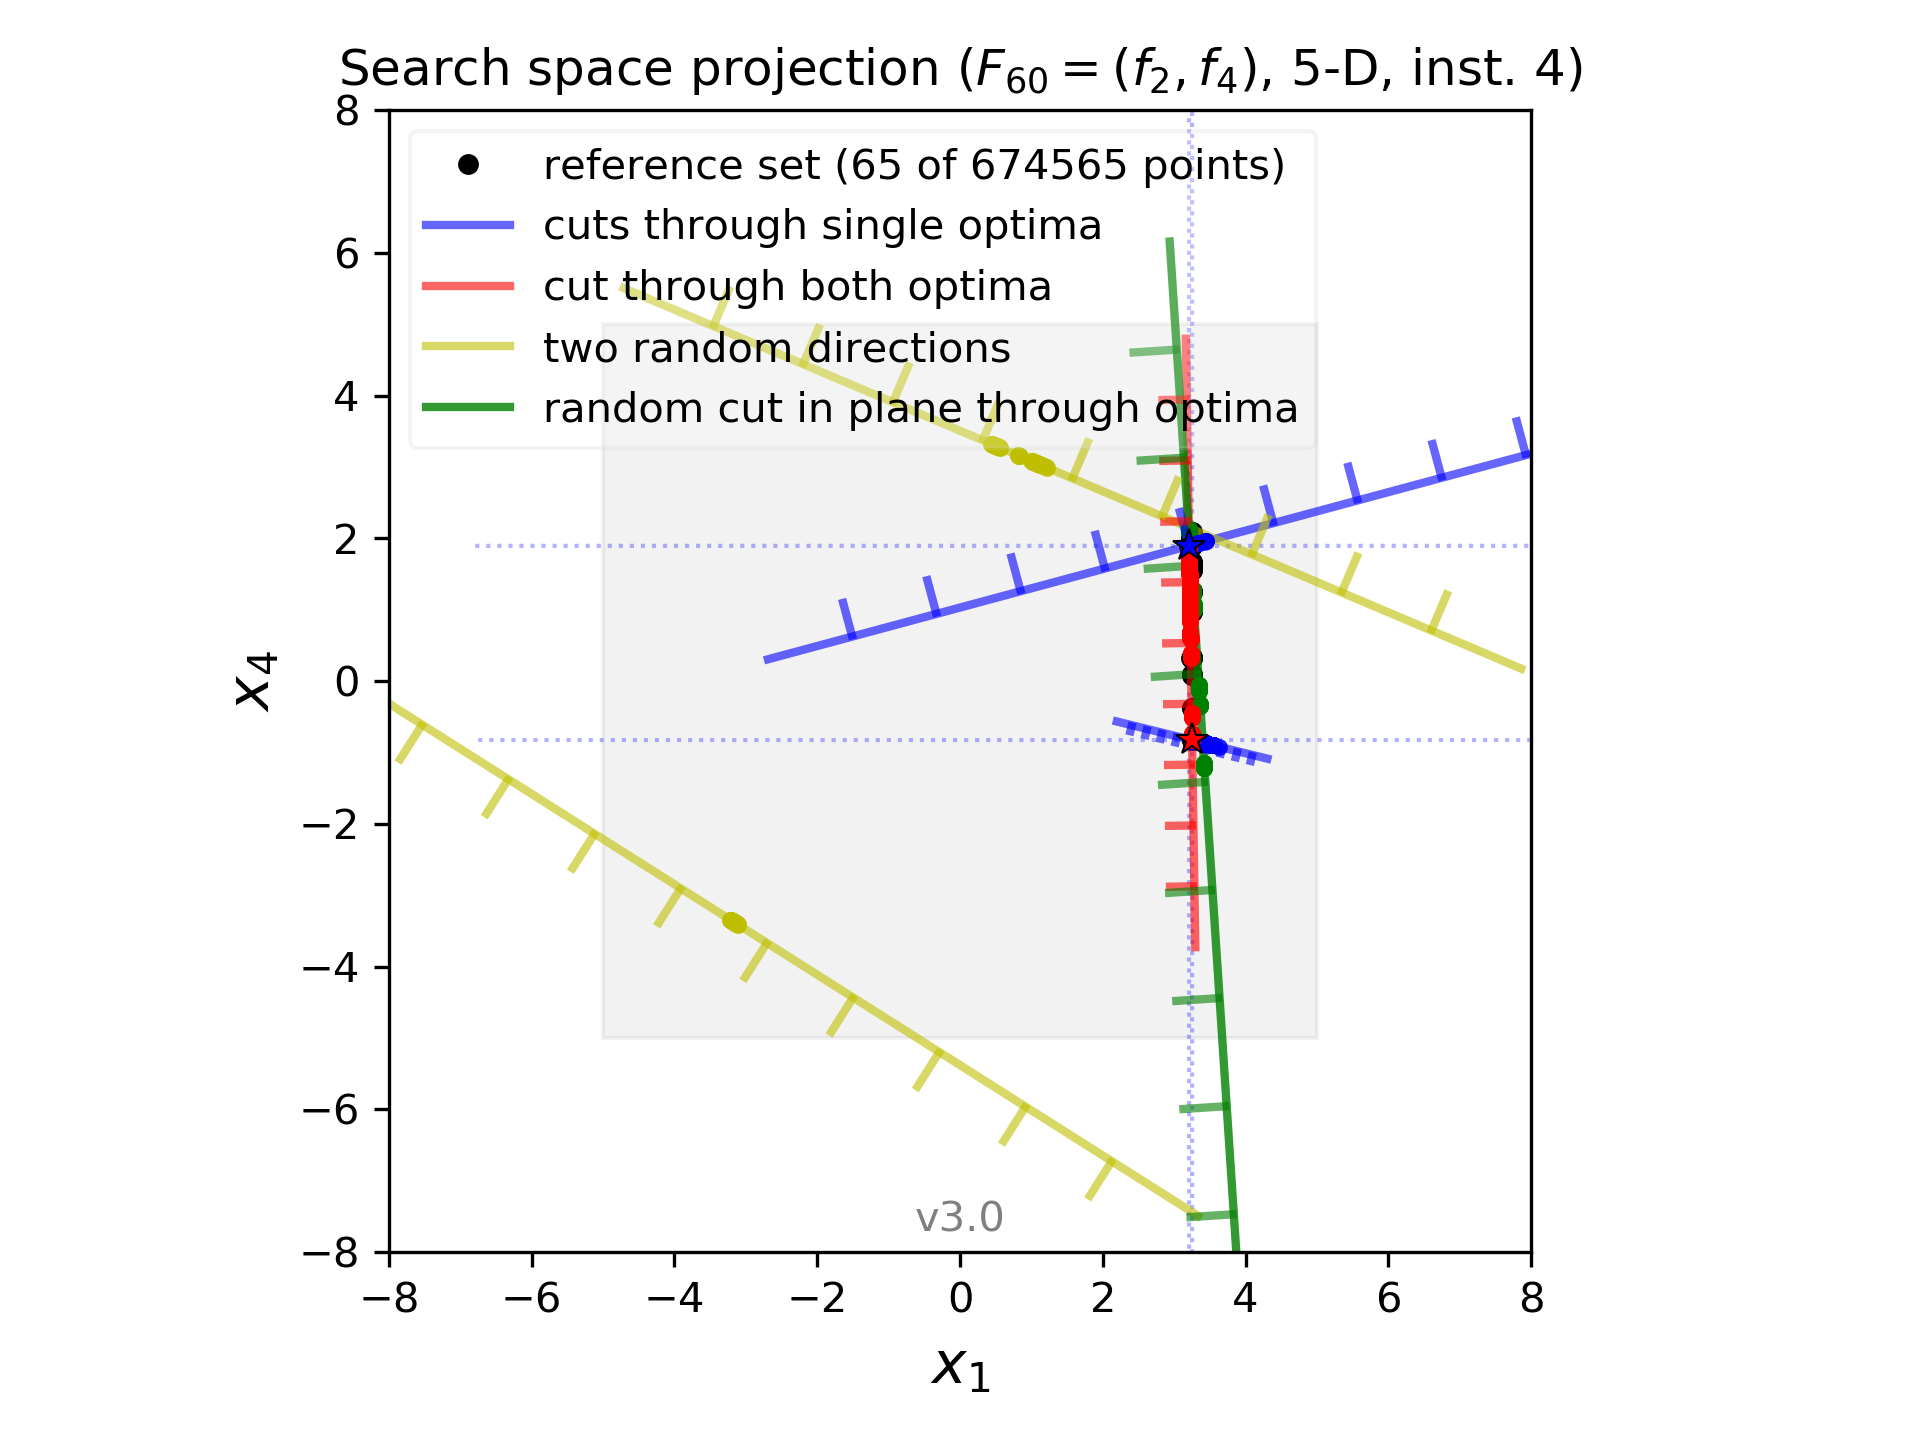 Search space projection (F₆₀ = (f₂, f₄), 5-D, inst. 4)
reference set (65 of 674565 points)
cuts through single optima
cut through both optima
two random directions
random cut in plane through optima
8
6
4
2
0
−2
−4
−6
−8
x₄
v3.0
−8 −6 −4 −2 0 2 4 6 8
x₁